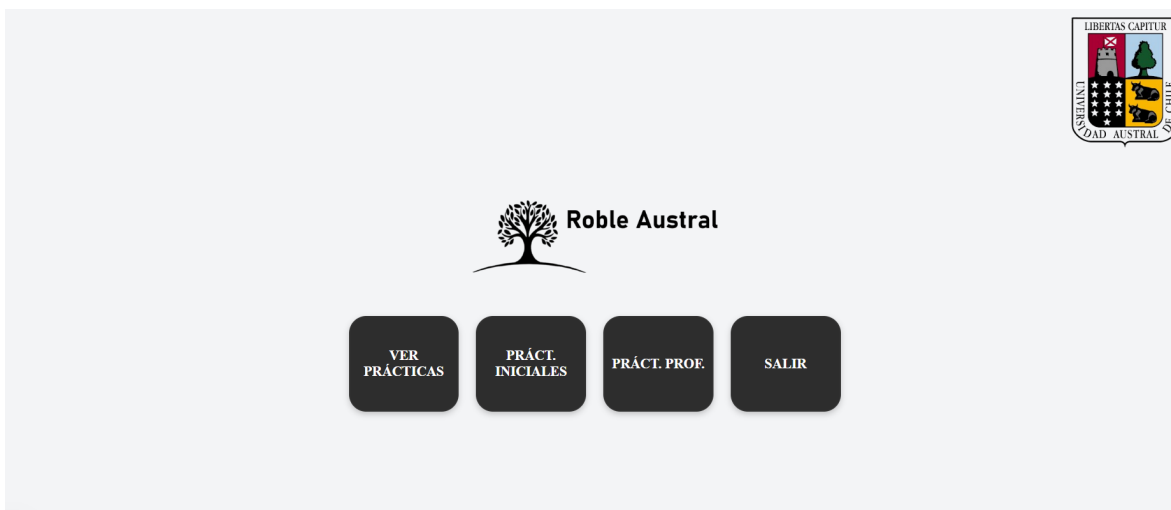 LIBERTAS CAPITUR
UNIVERSIDAD AUSTRAL DE CHILE
Roble Austral
VER
PRÁCTICAS
PRÁCT.
INICIALES
PRÁCT. PROF.
SALIR